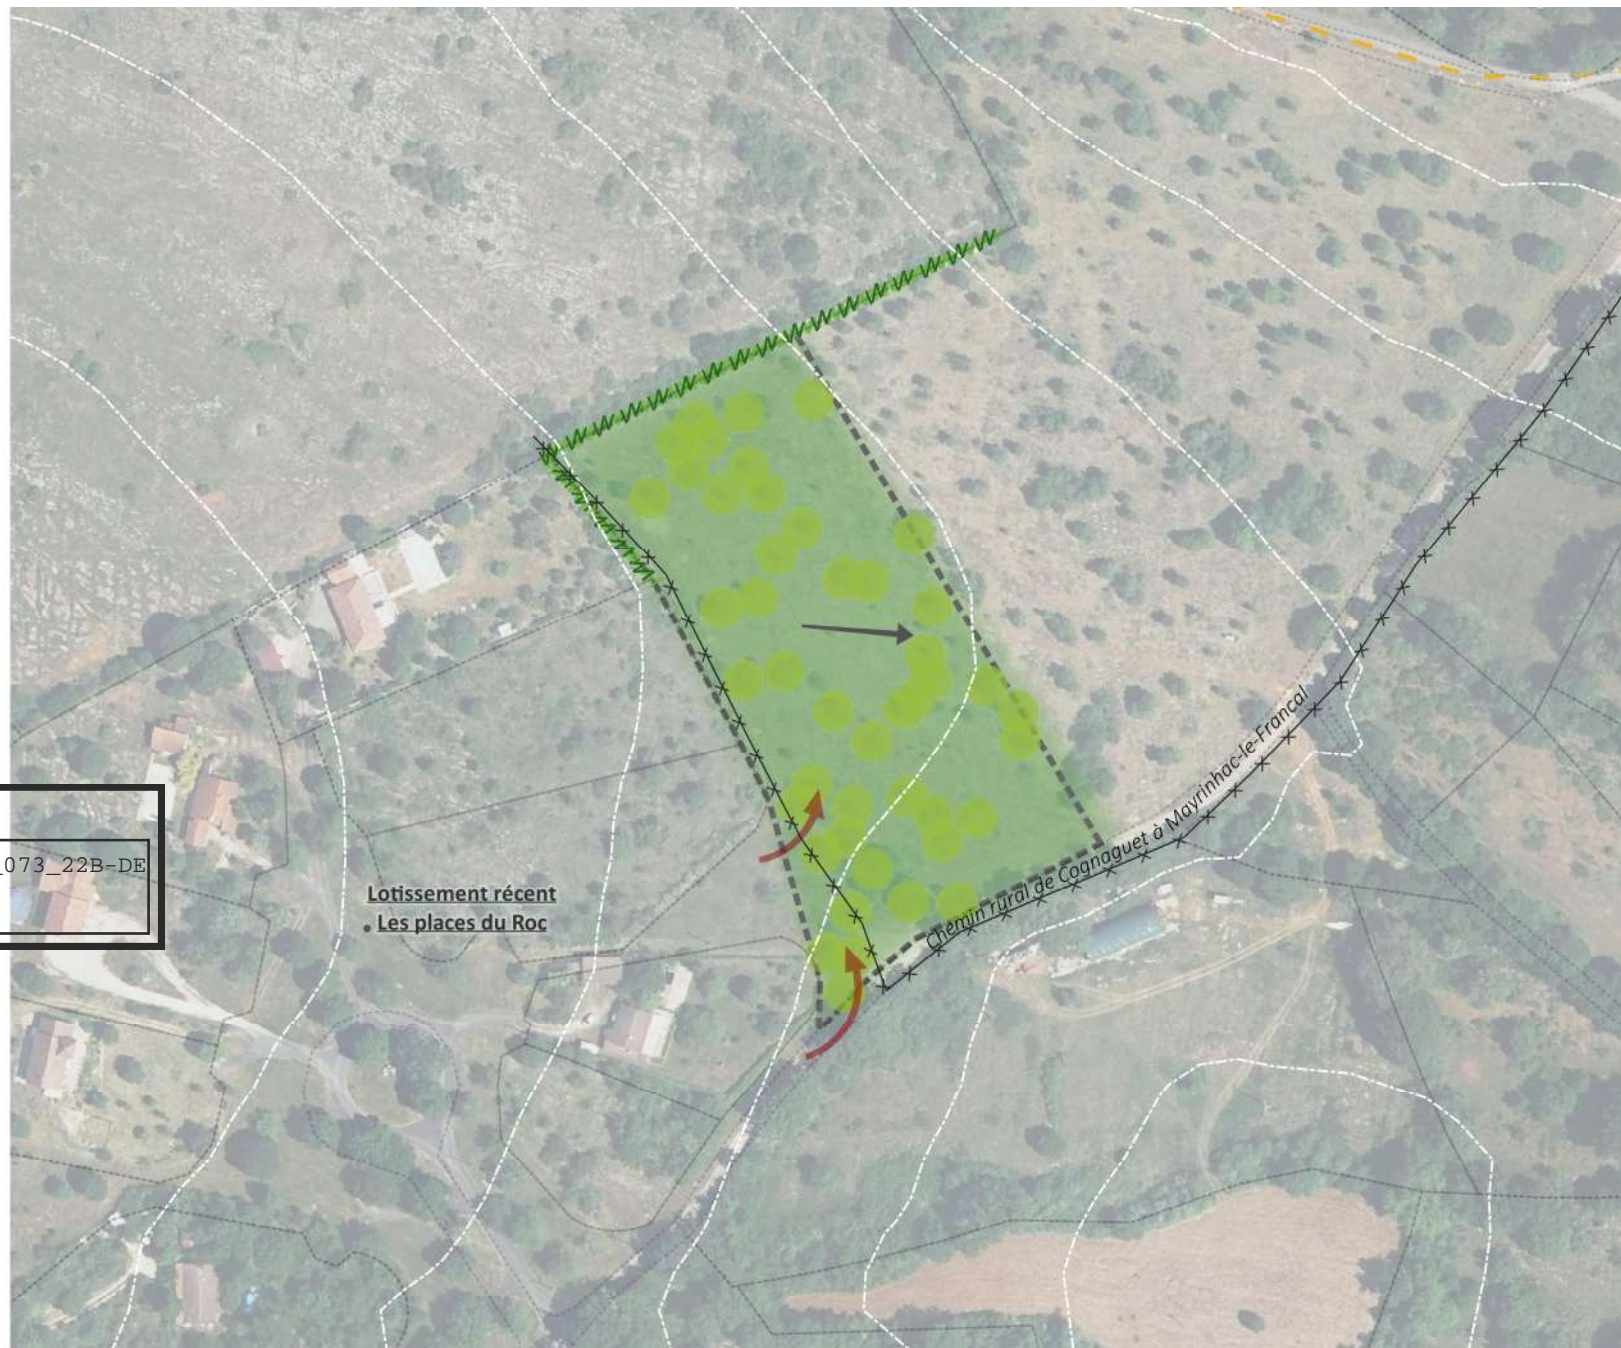 _073_22B-DE
Lotissement récent
Les places du Roc
Chemin rural de Cognaguet à Mayrinhac-le-Francal